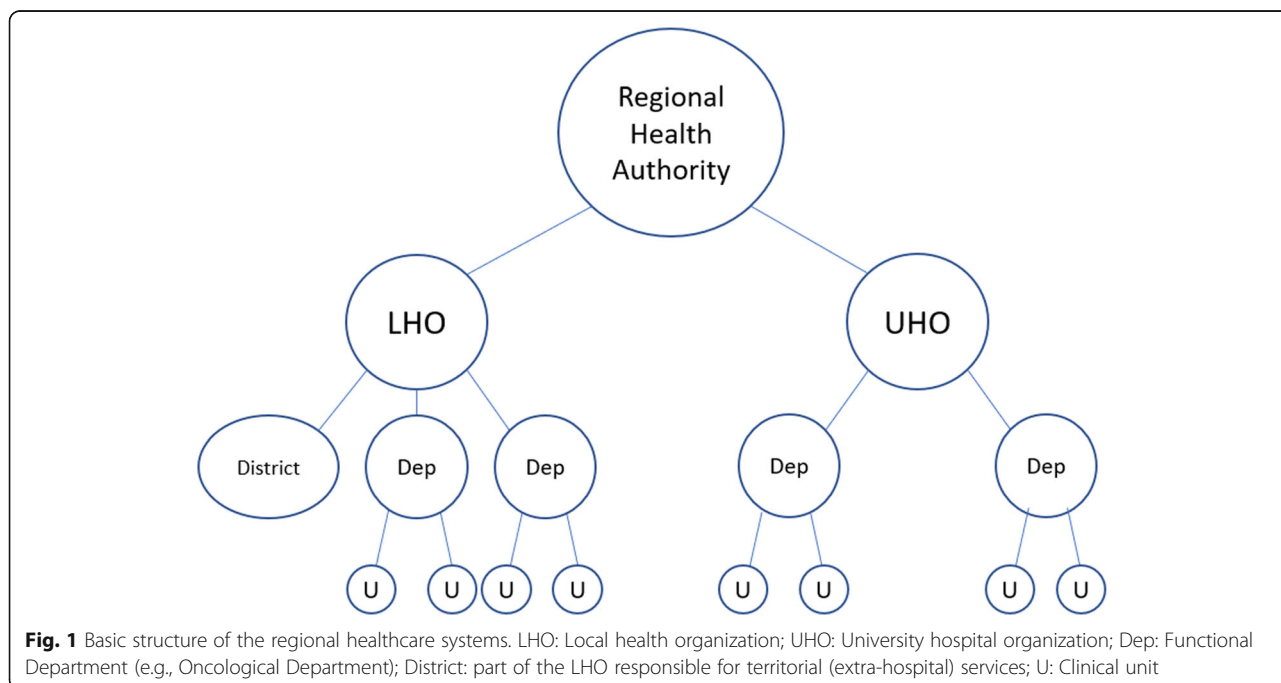 Regional
Health
Authority
LHO
UHO
District
Dep
Dep
Dep
Dep
U
U
U
U
U
U
U
U
Fig. 1 Basic structure of the regional healthcare systems. LHO: Local health organization; UHO: University hospital organization; Dep: Functional
Department (e.g., Oncological Department); District: part of the LHO responsible for territorial (extra-hospital) services; U: Clinical unit